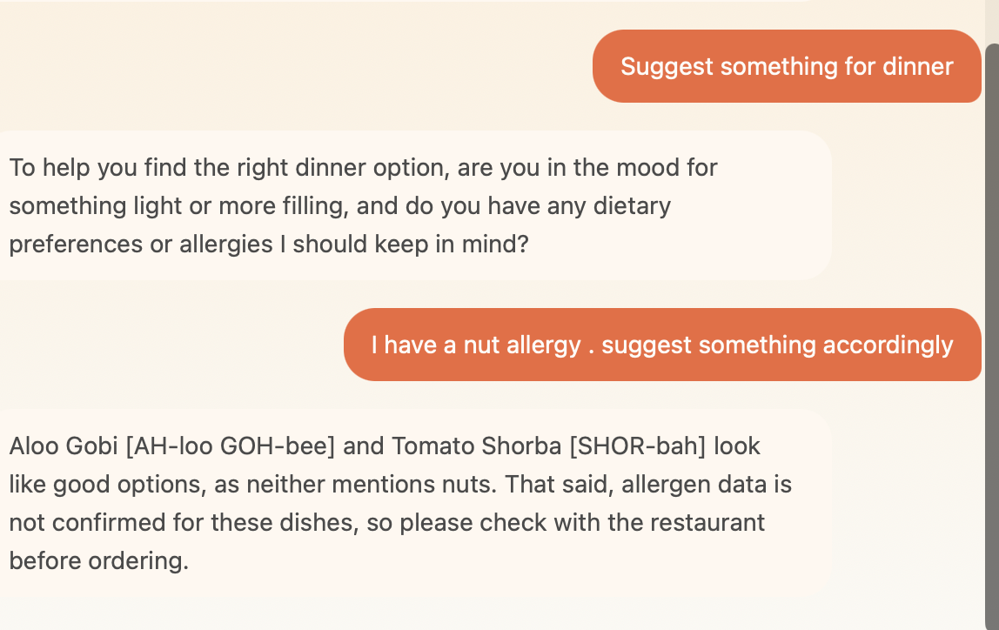 Suggest something for dinner
To help you find the right dinner option, are you in the mood for
something light or more filling, and do you have any dietary
preferences or allergies I should keep in mind?
I have a nut allergy . suggest something accordingly
Aloo Gobi [AH-loo GOH-bee] and Tomato Shorba [SHOR-bah] look
like good options, as neither mentions nuts. That said, allergen data is
not confirmed for these dishes, so please check with the restaurant
before ordering.